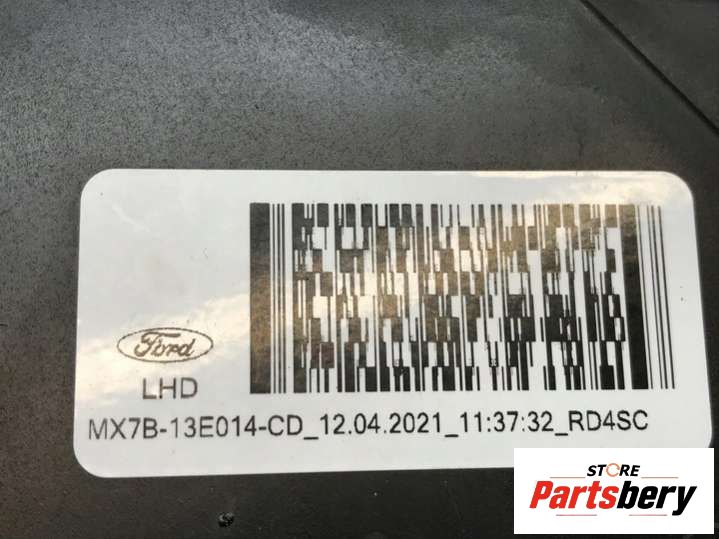 Ford
LHD
MX7B-13E014-CD_12.04.2021_11:37:32_RD4SC
STORE
Partsbery